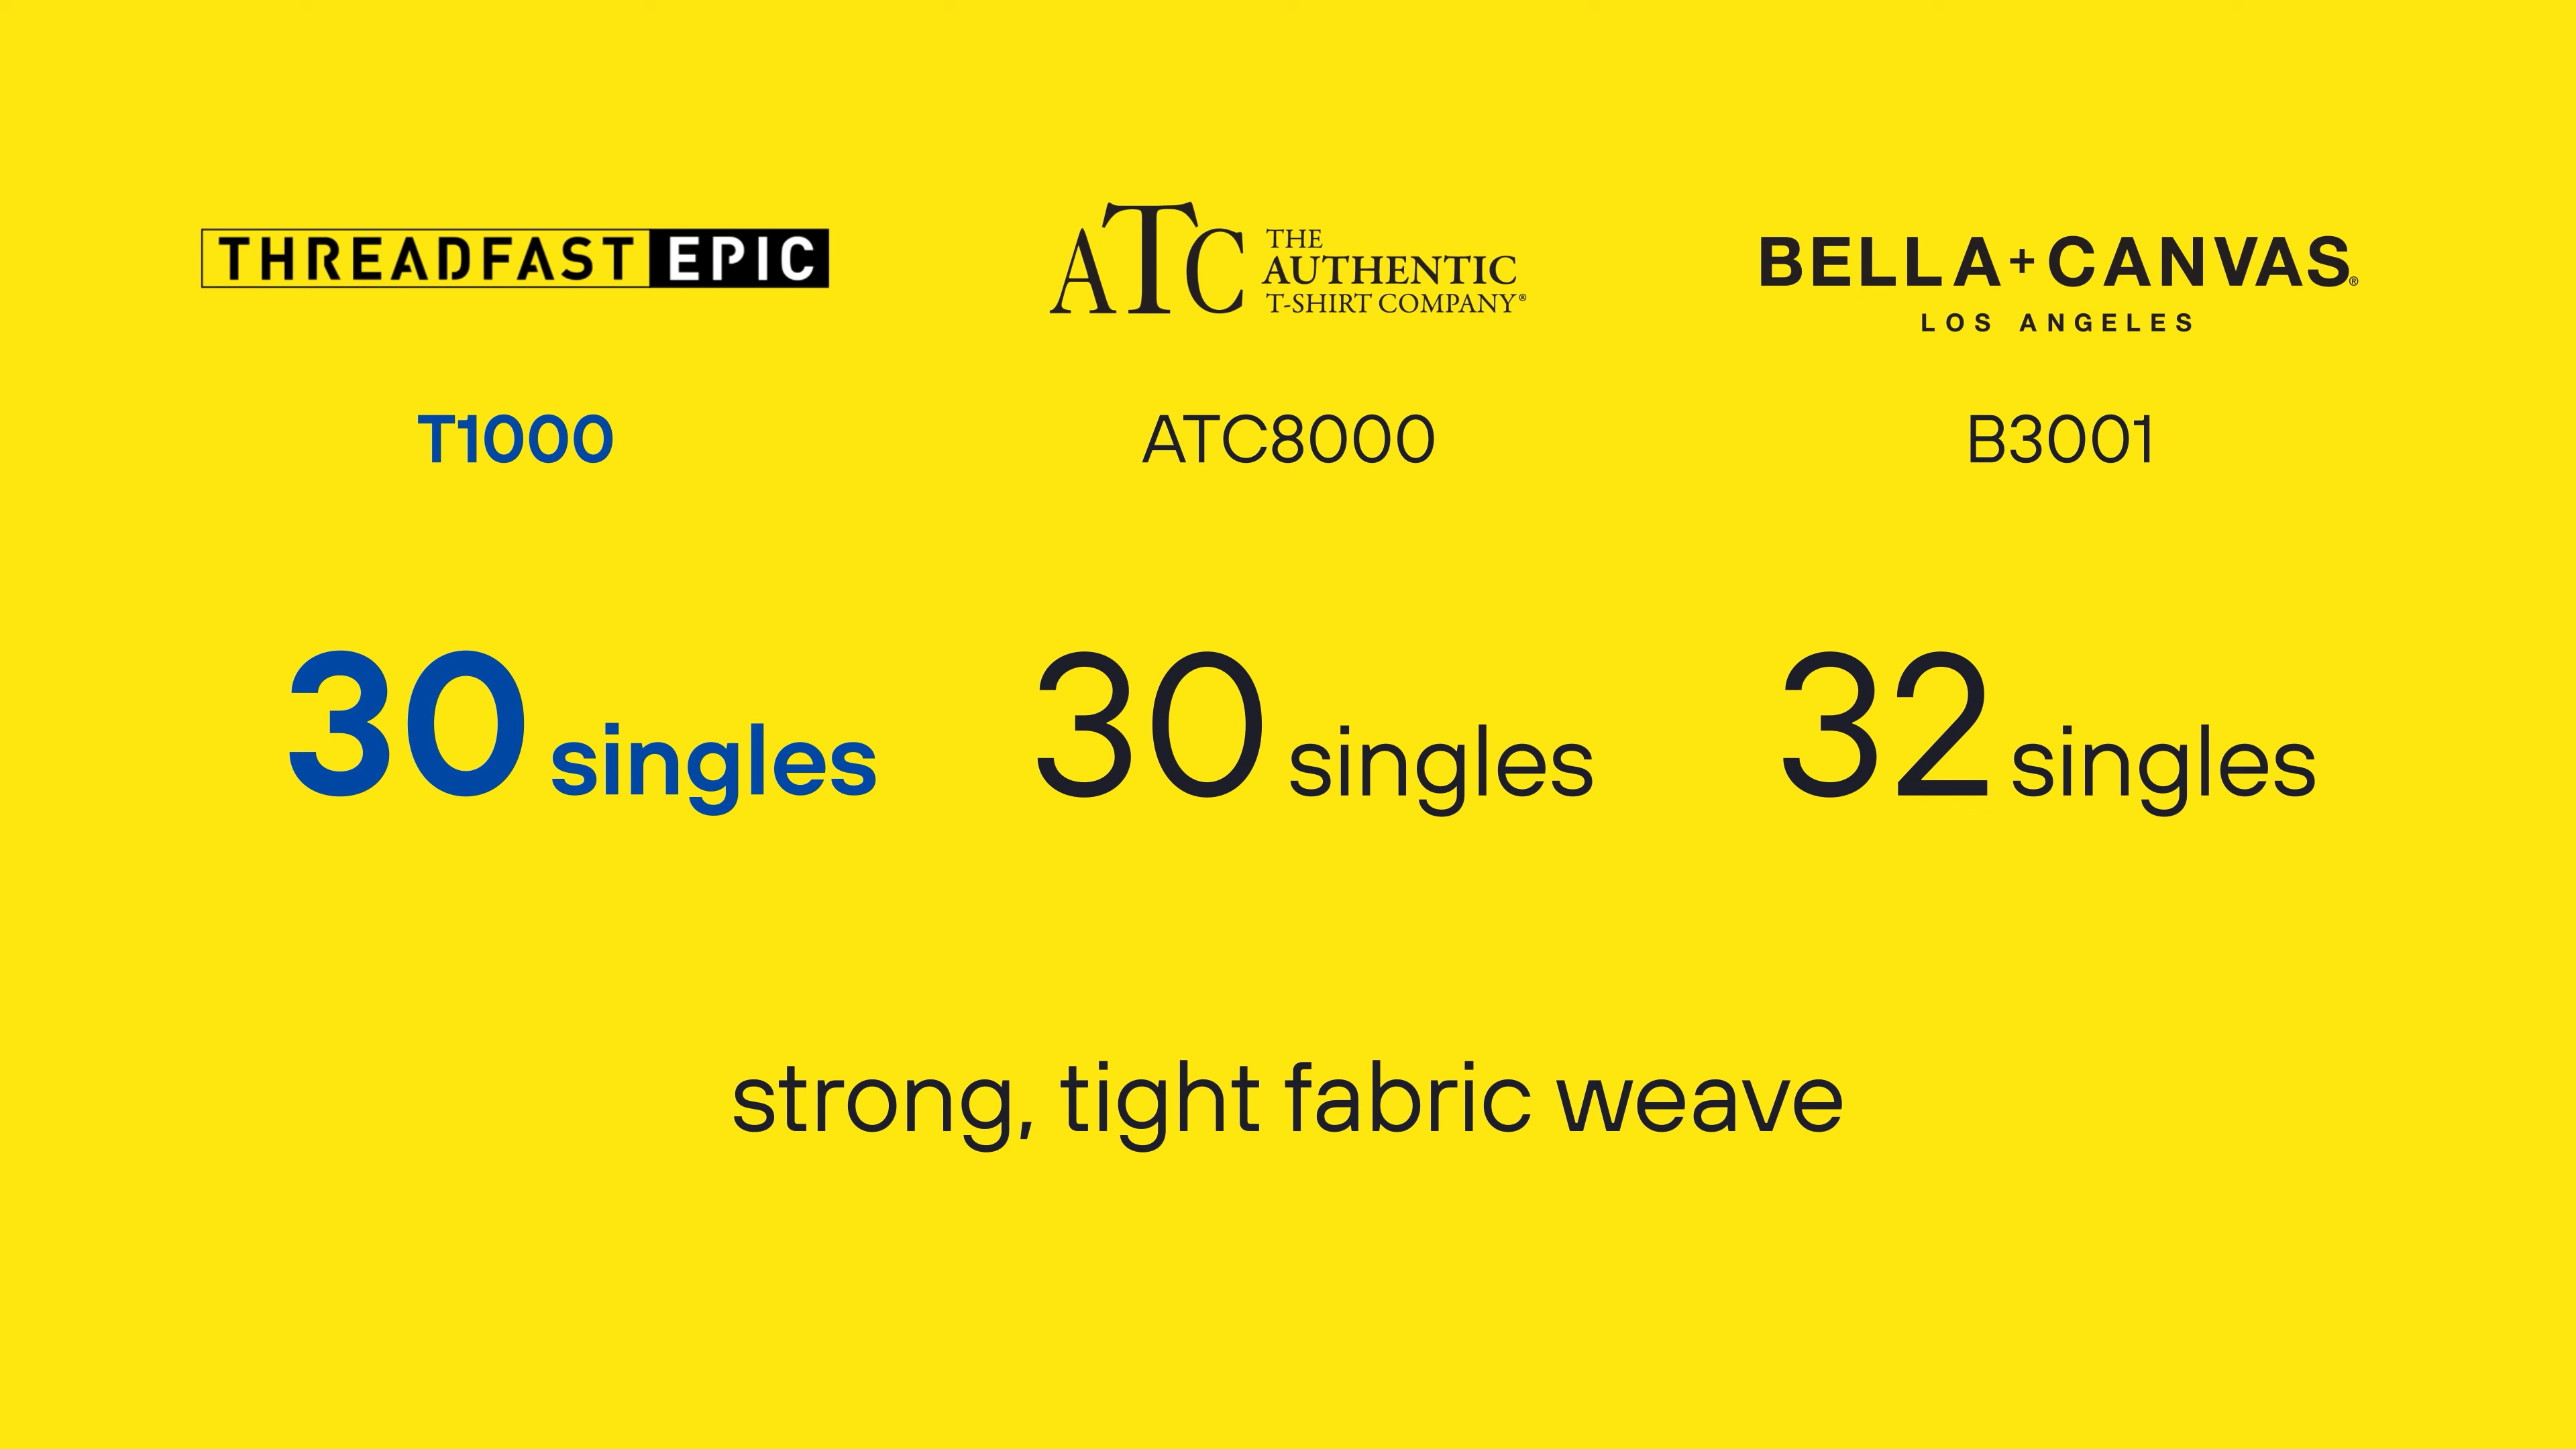 THREADFAST EPIC
ATC THE AUTHENTIC T-SHIRT COMPANY®
BELLA+CANVAS®
LOS ANGELES
T1000
ATC8000
B3001
30 singles
30 singles
32 singles
strong, tight fabric weave